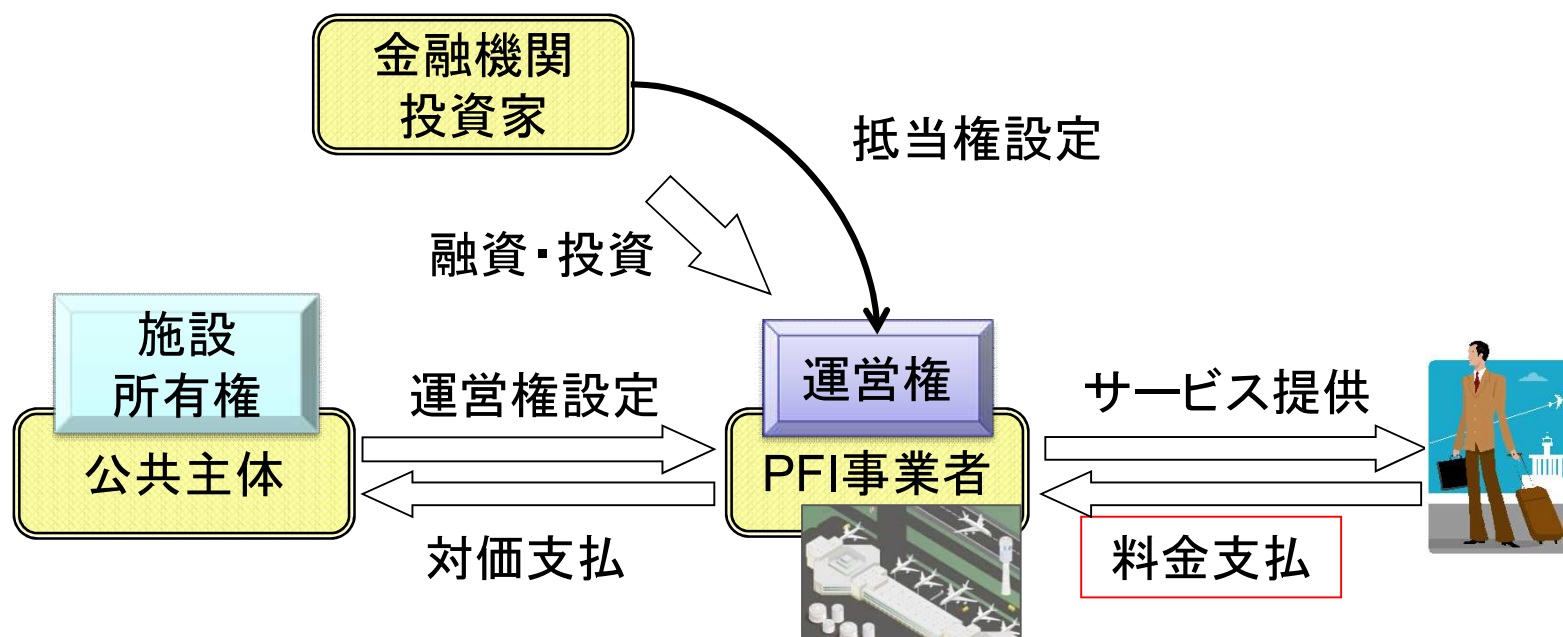 金融機関
投資家
抵当権設定
融資・投資
施設
所有権
運営権設定
運営権
サービス提供
公共主体
PFI事業者
対価支払
料金支払